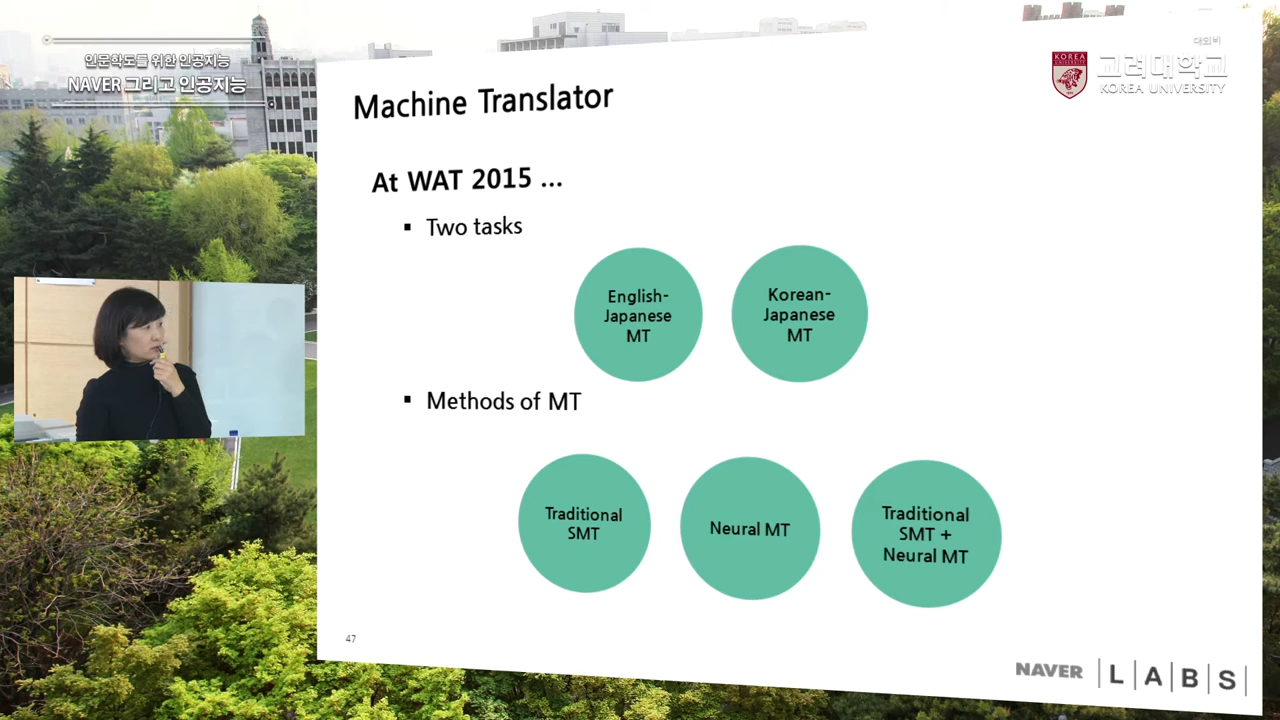 인문학도를 위한 인공지능
NAVER 그리고 인공지능
대외비
KOREA
UNIVERSITY
고려대학교
KOREA UNIVERSITY
Machine Translator
At WAT 2015 ...
▪ Two tasks
English-
Japanese
MT
Korean-
Japanese
MT
▪ Methods of MT
Traditional
SMT
Neural MT
Traditional
SMT +
Neural MT
47
NAVER | L | A | B | S |